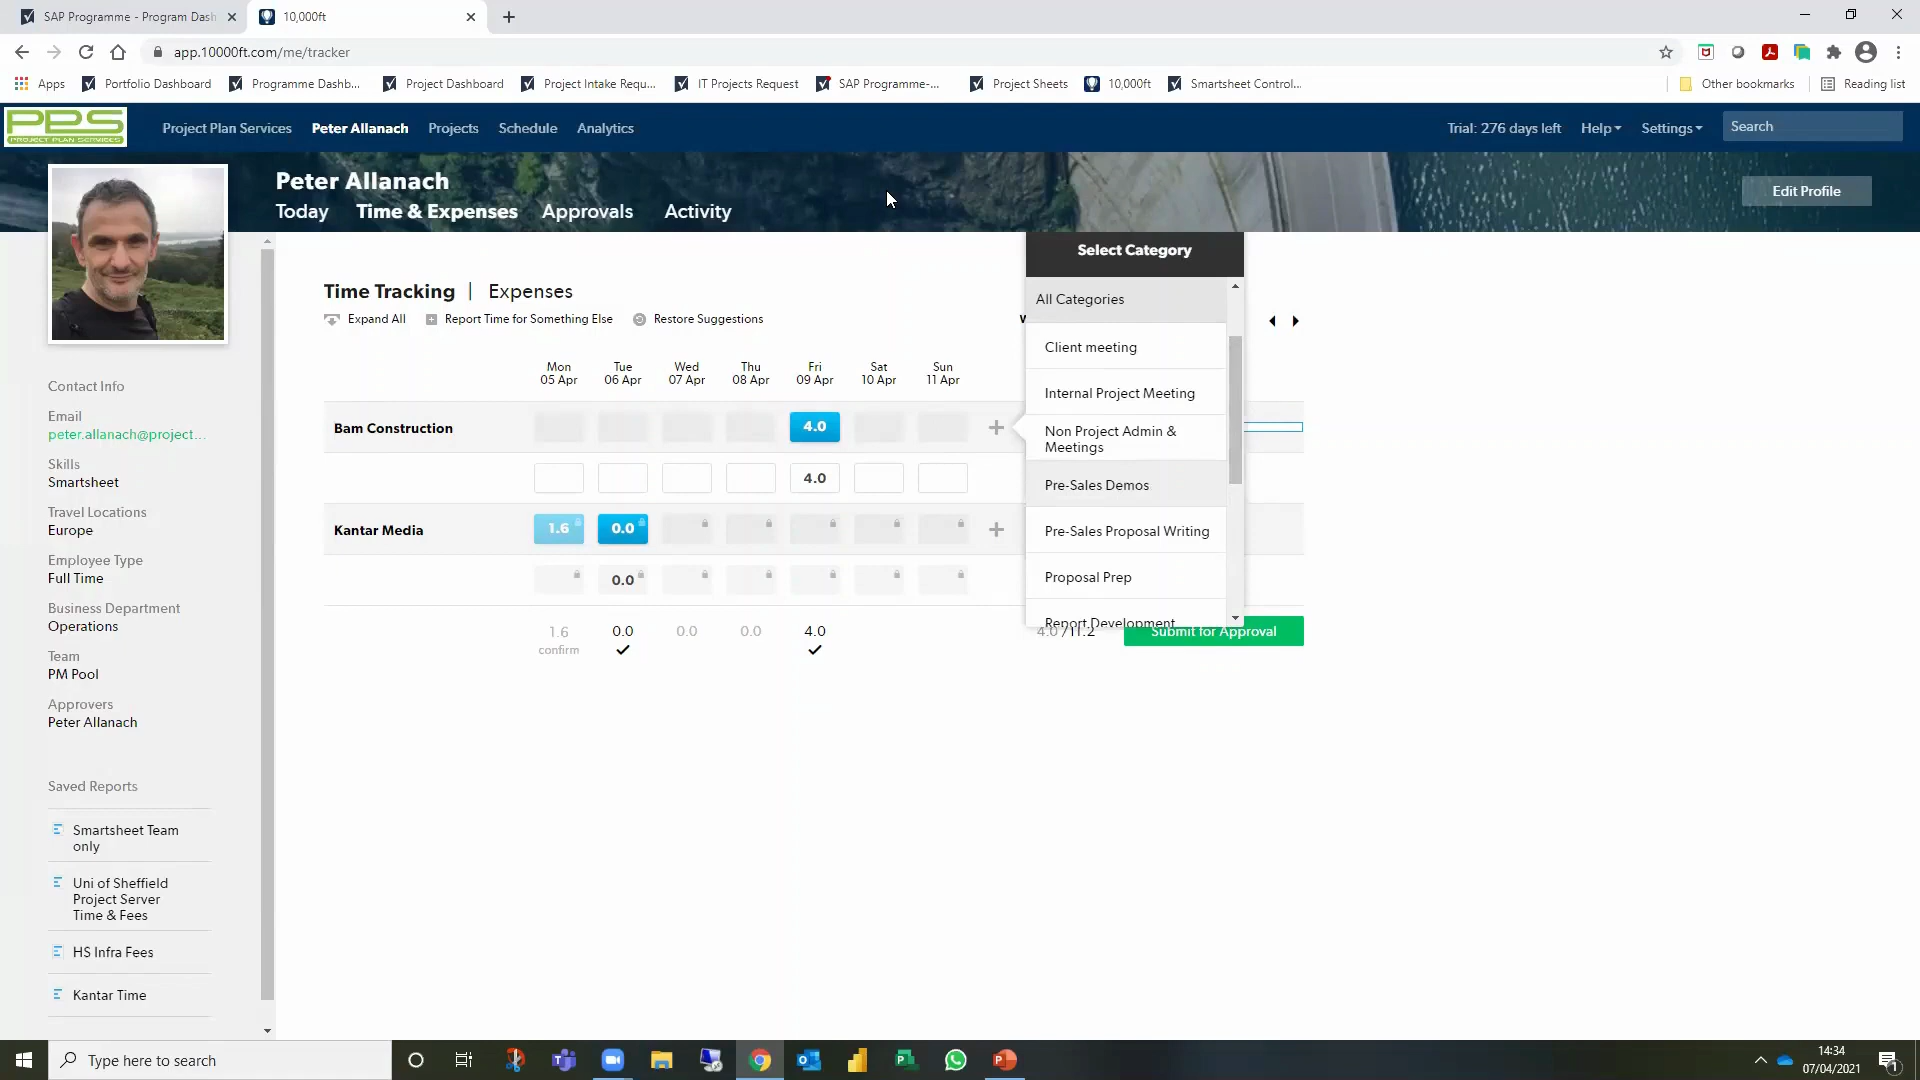 SAP Programme - Program Dash
10,000ft
app.10000ft.com/me/tracker
Apps
Portfolio Dashboard
Programme Dashb...
Project Dashboard
Project Intake Requ...
IT Projects Request
SAP Programme-...
Project Sheets
10,000ft
Smartsheet Control...
Other bookmarks
Reading list
PPS
PROJECT PLAN SERVICES
Project Plan Services
Peter Allanach
Projects
Schedule
Analytics
Trial: 276 days left
Help
Settings
Search
Peter Allanach
Today
Time & Expenses
Approvals
Activity
Edit Profile
Contact Info
Email
peter.allanach@project...
Skills
Smartsheet
Travel Locations
Europe
Employee Type
Full Time
Business Department
Operations
Team
PM Pool
Approvers
Peter Allanach
Saved Reports
Smartsheet Team
only
Uni of Sheffield
Project Server
Time & Fees
HS Infra Fees
Kantar Time
Time Tracking | Expenses
Expand All
Report Time for Something Else
Restore Suggestions
Mon
05 Apr
Tue
06 Apr
Wed
07 Apr
Thu
08 Apr
Fri
09 Apr
Sat
10 Apr
Sun
11 Apr
Bam Construction
4.0
4.0
Kantar Media
1.6
0.0
0.0
1.6
confirm
0.0
0.0
0.0
4.0
4.0 /11.2
Submit for Approval
Select Category
All Categories
Client meeting
Internal Project Meeting
Non Project Admin &
Meetings
Pre-Sales Demos
Pre-Sales Proposal Writing
Proposal Prep
Report Development
Type here to search
14:34
07/04/2021
1